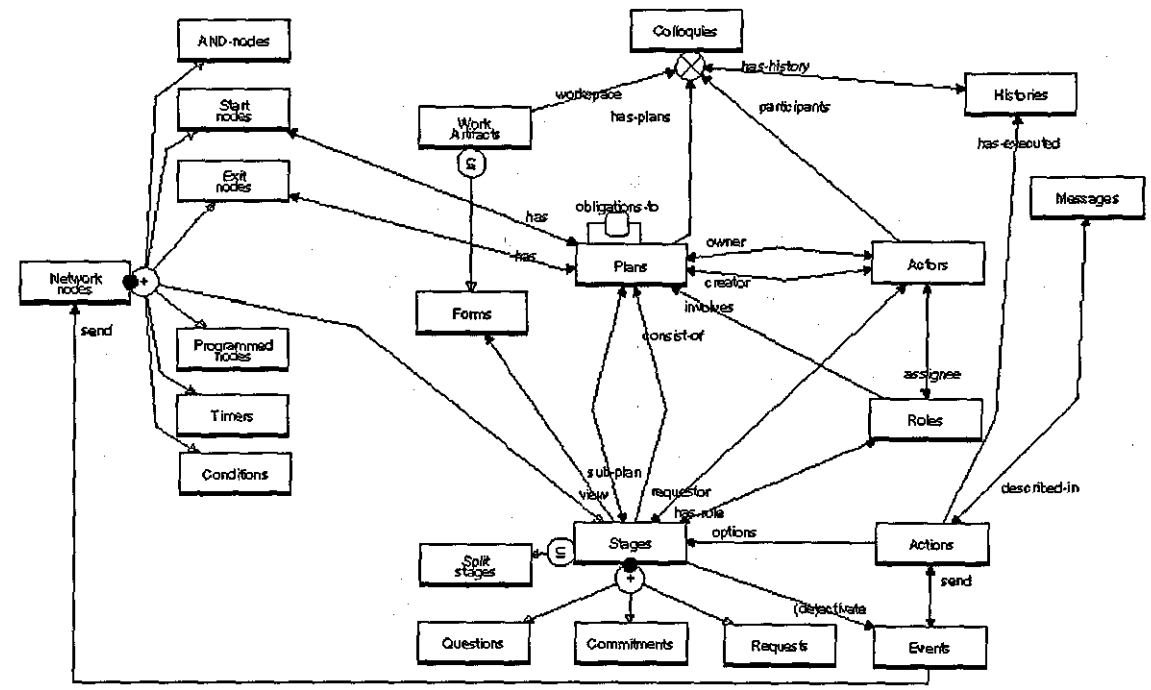 Colloquies
AND-nodes
has-history
workspace
Histories
participants
Start
nodes
has-plans
Work
Artifacts
has-executed
⊆
Exit
nodes
Messages
obligations-to
has
owner
has
Plans
Actors
Network
nodes
+
creator
involves
Forms
send
consist-of
Programmed
nodes
assignee
Timers
Roles
Conditions
sub-plan
view
requestor
described-in
has-role
options
Stages
Actions
⊆
Split
stages
+
send
(de)activate
Questions
Commitments
Requests
Events